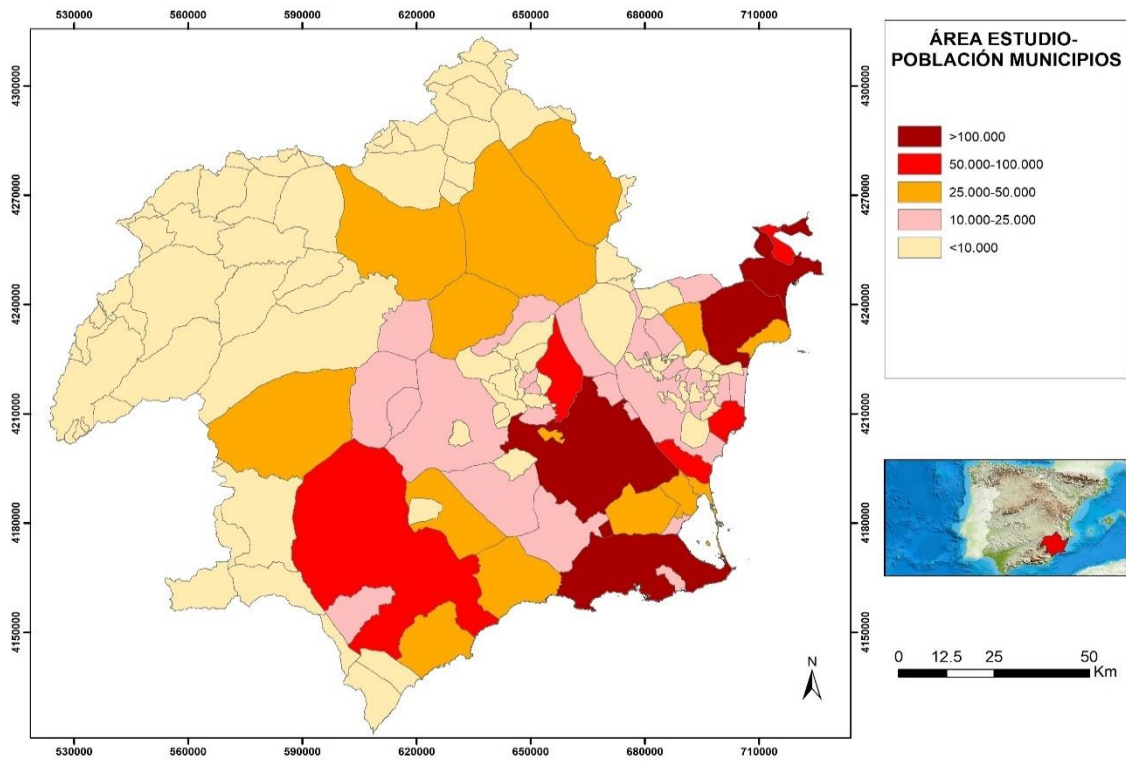 530000 560000 590000 620000 650000 680000 710000
4300000 4300000
4270000 4270000
4240000 4240000
4210000 4210000
4180000 4180000
4150000 4150000
N
530000 560000 590000 620000 650000 680000 710000
ÁREA ESTUDIO-
POBLACIÓN MUNICIPIOS
>100.000
50.000-100.000
25.000-50.000
10.000-25.000
<10.000
0 12.5 25 50
Km